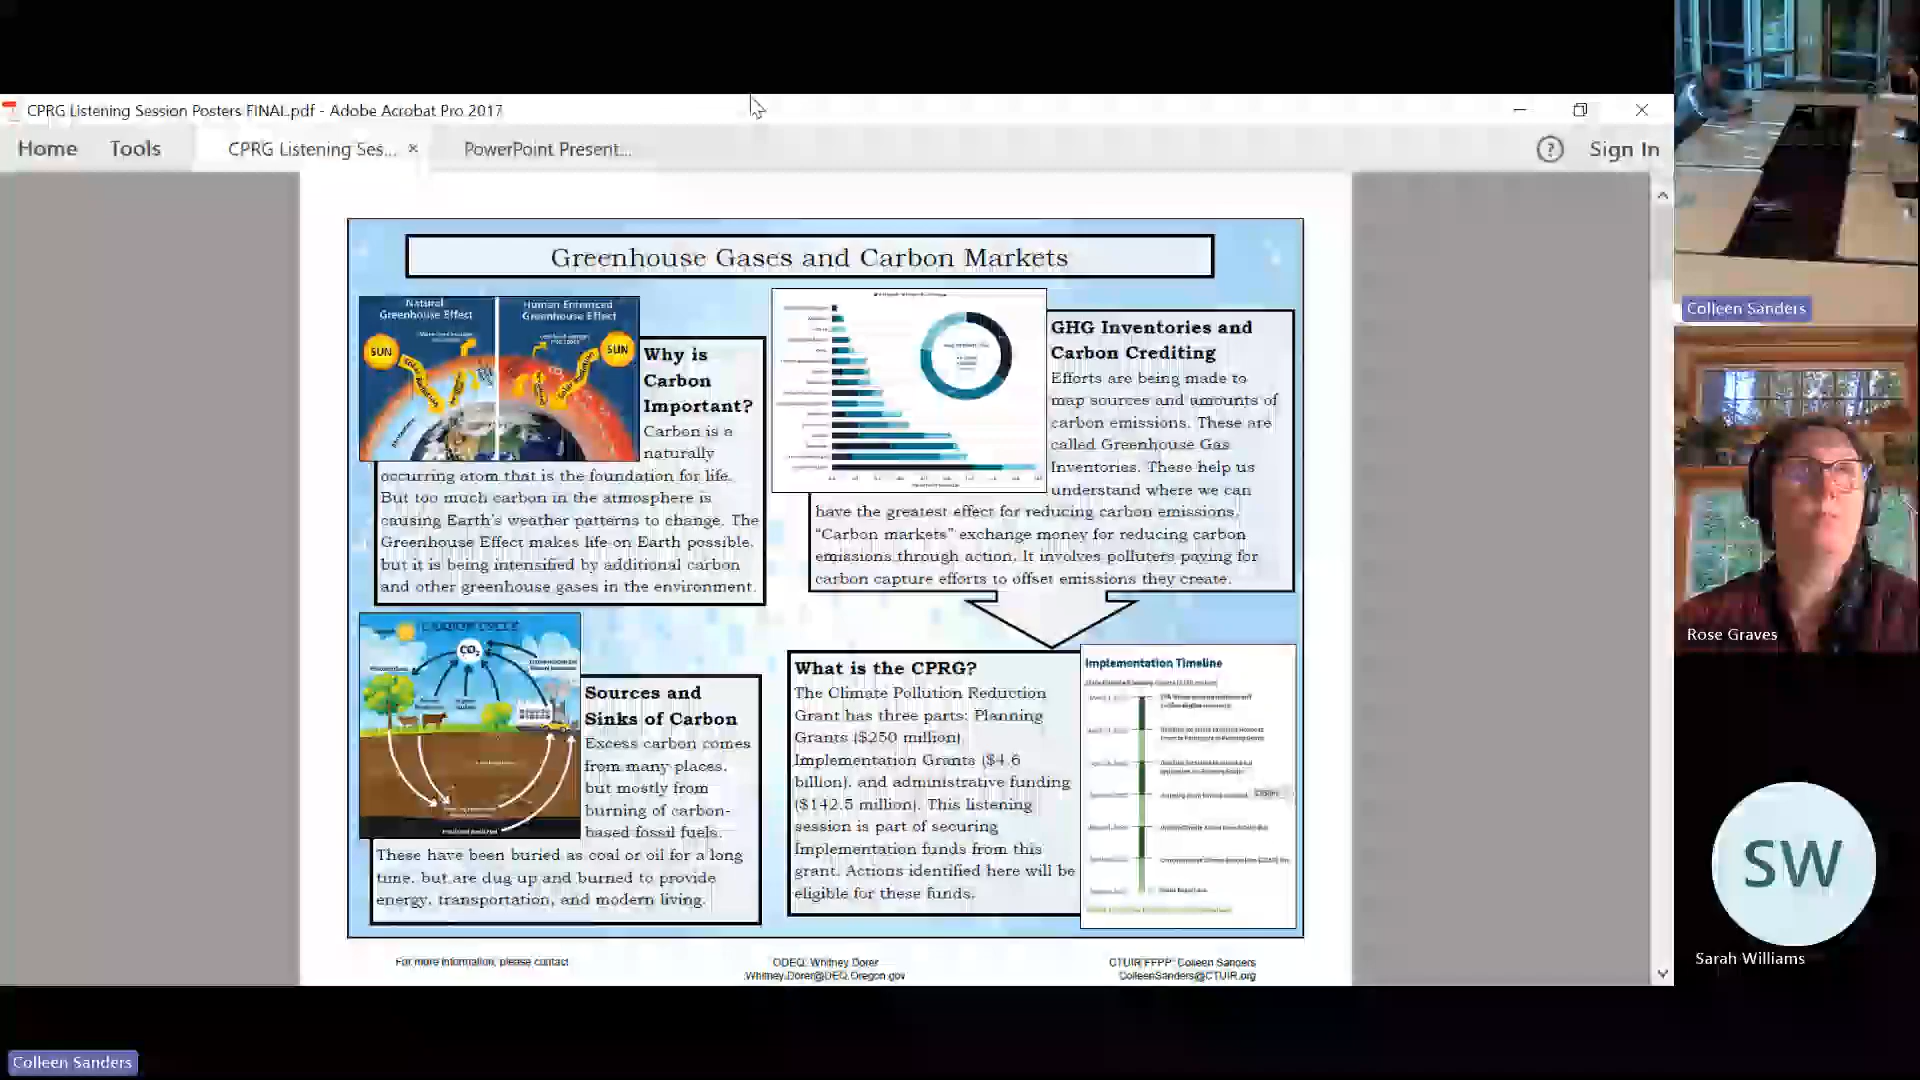 CPRG Listening Session Posters FINAL.pdf - Adobe Acrobat Pro 2017
Home
Tools
CPRG Listening Ses...
PowerPoint Present...
Sign In
Greenhouse Gases and Carbon Markets
Natural
Greenhouse Effect
Human Enhanced
Greenhouse Effect
SUN
SUN
Why is
Carbon
Important?
Carbon is a
naturally
occurring atom that is the foundation for life.
But too much carbon in the atmosphere is
causing Earth's weather patterns to change. The
Greenhouse Effect makes life on Earth possible,
but it is being intensified by additional carbon
and other greenhouse gases in the environment.
GHG Inventories and
Carbon Crediting
Efforts are being made to
map sources and amounts of
carbon emissions. These are
called Greenhouse Gas
Inventories. These help us
understand where we can
have the greatest effect for reducing carbon emissions.
"Carbon markets" exchange money for reducing carbon
emissions through action. It involves polluters paying for
carbon capture efforts to offset emissions they create.
CARBON CYCLE
CO2
Sources and
Sinks of Carbon
Excess carbon comes
from many places,
but mostly from
burning of carbon-
based fossil fuels.
These have been buried as coal or oil for a long
time, but are dug up and burned to provide
energy, transportation, and modern living.
What is the CPRG?
The Climate Pollution Reduction
Grant has three parts: Planning
Grants ($250 million)
Implementation Grants ($4.6
billion), and administrative funding
($142.5 million). This listening
session is part of securing
Implementation funds from this
grant. Actions identified here will be
eligible for these funds.
Implementation Timeline
For more information, please contact
ODEQ: Whitney Dorer
Whitney.Dorer@DEQ.Oregon.gov
CTUIR FFPP: Colleen Sanders
ColleenSanders@CTUIR.org
Colleen Sanders
Rose Graves
SW
Sarah Williams
Colleen Sanders